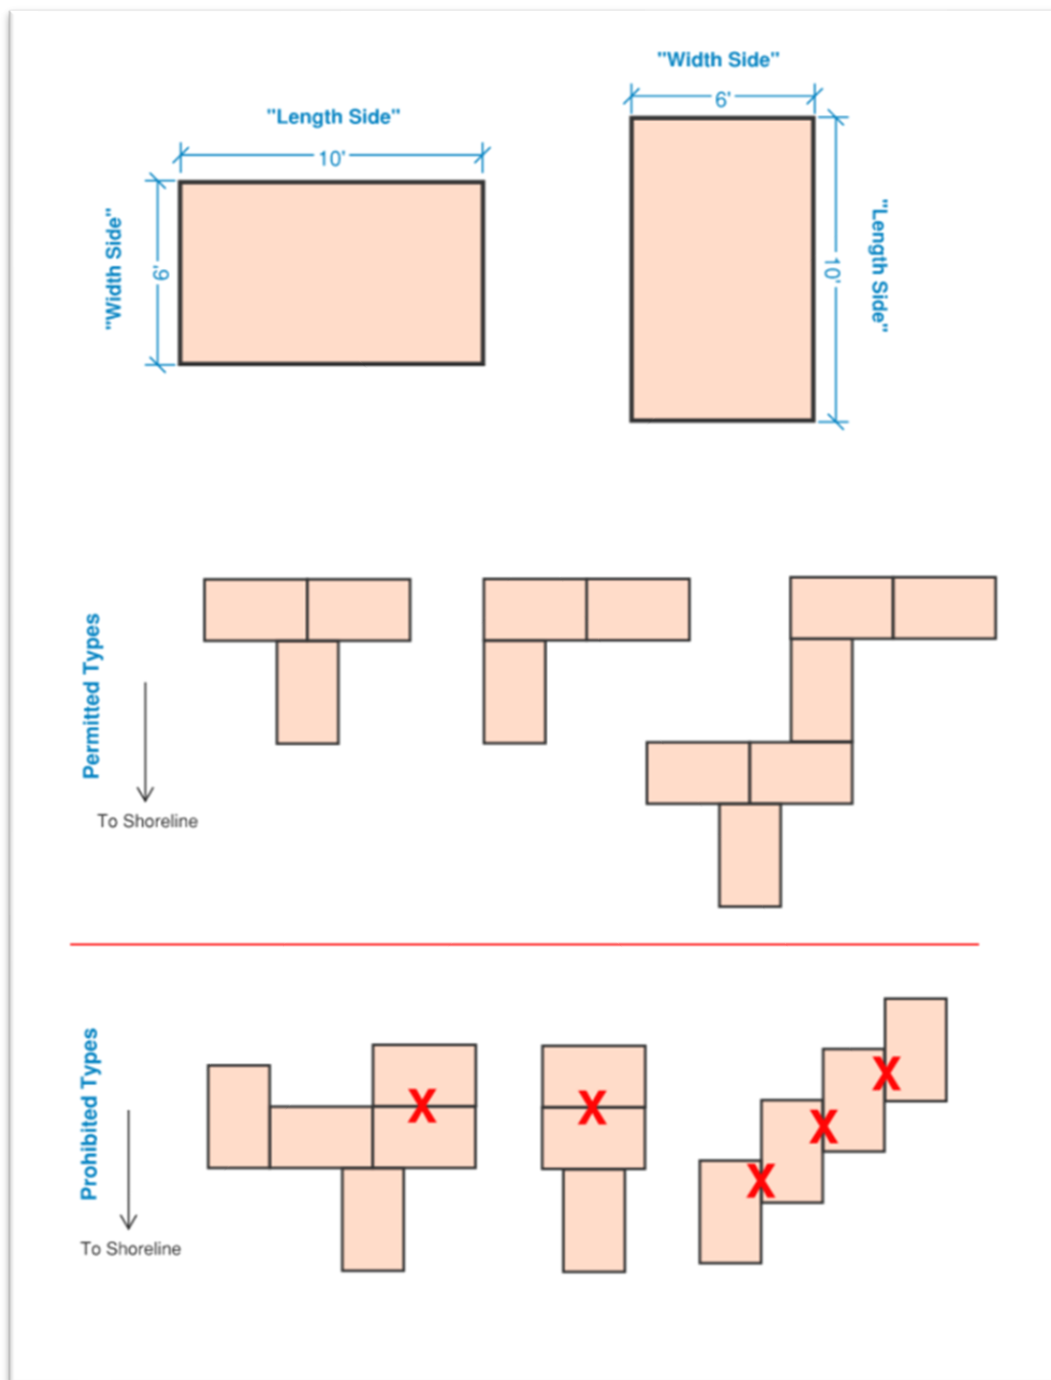 "Width Side"
6'
"Length Side"
10'
"Width Side"
6'
"Length Side"
10'
Permitted Types
To Shoreline
Prohibited Types
To Shoreline
X
X
X
X
X